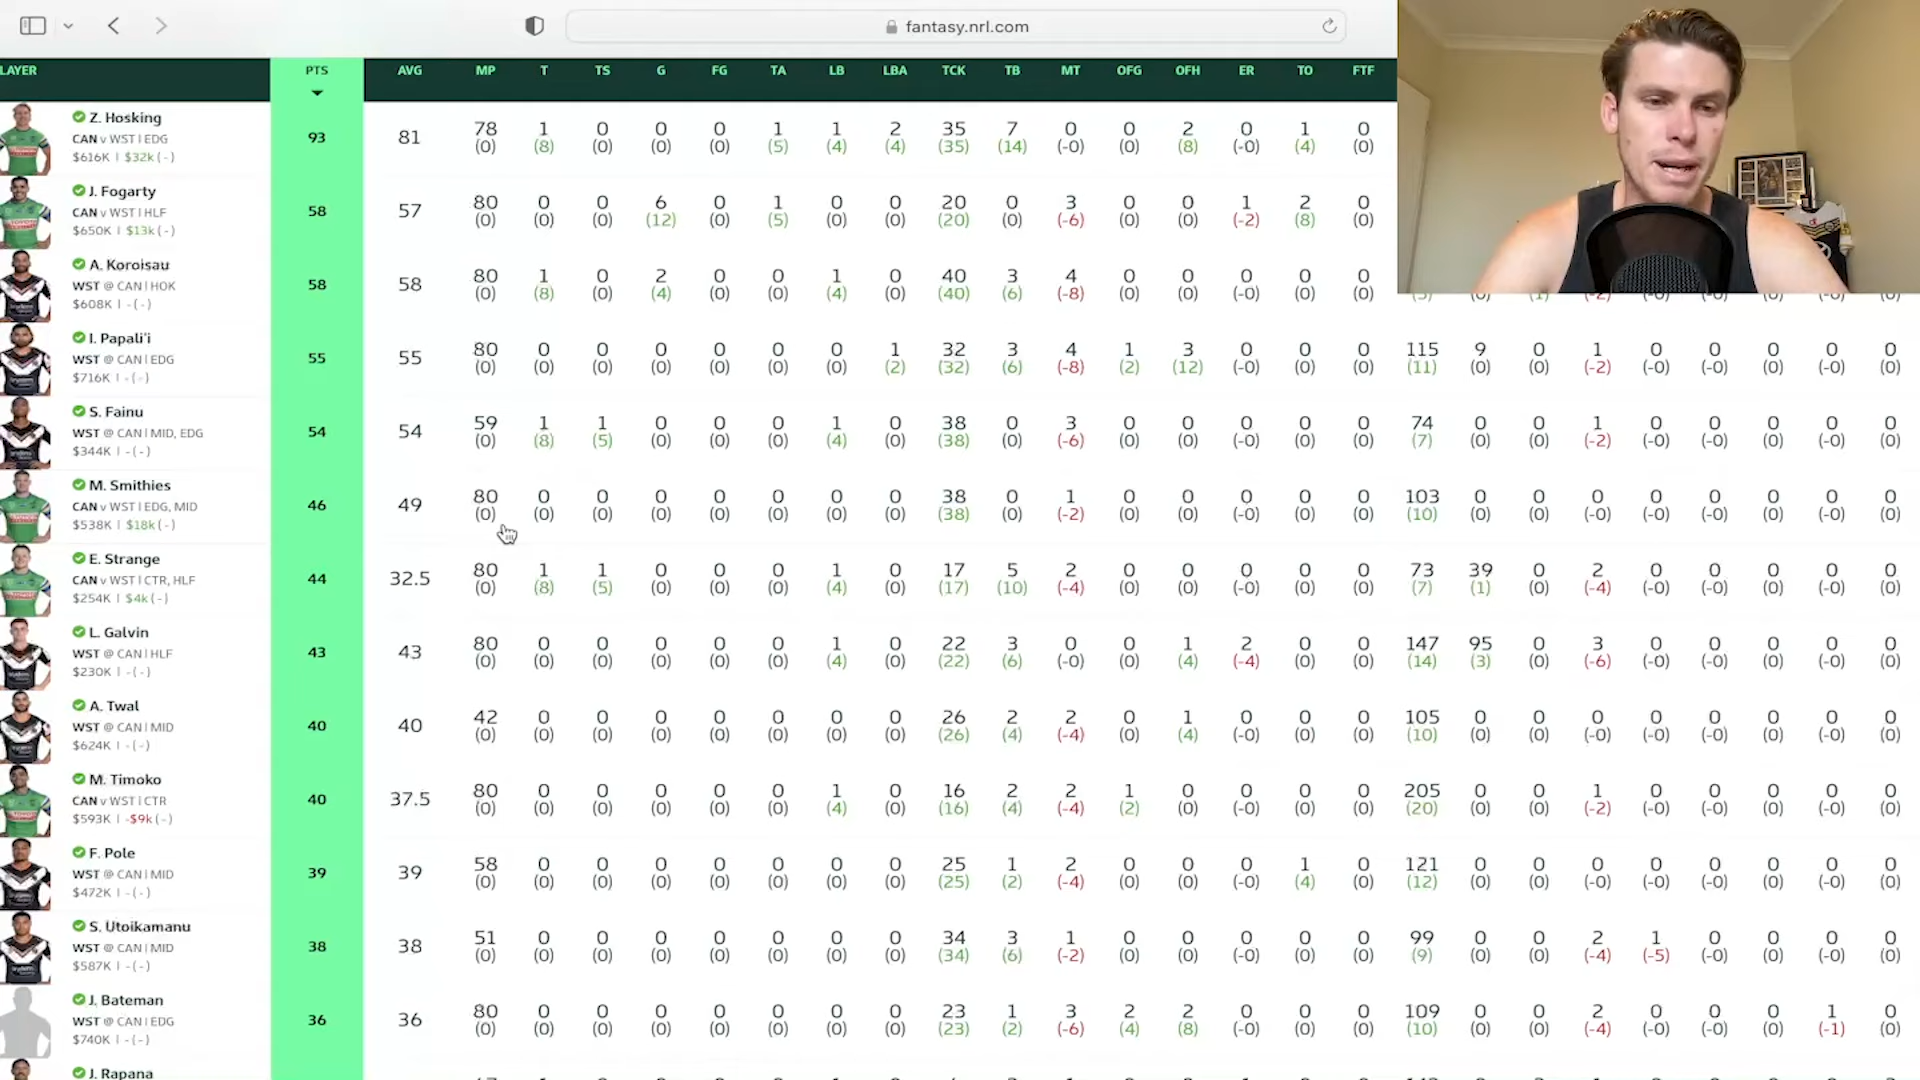 fantasy.nrl.com
LAYER PTS AVG MP T TS G FG TA LB LBA TCK TB MT OFG OFH ER TO FTF
Z. Hosking
CAN v WST | EDG
$616K | $32k (-)
93 81 78 1 0 0 0 1 1 2 35 7 0 0 2 0 1 0
(0) (8) (0) (0) (0) (5) (4) (4) (35) (14) (-0) (0) (8) (-0) (4) (0)
J. Fogarty
CAN v WST | HLF
$650K | $13k (-)
58 57 80 0 0 6 0 1 0 0 20 0 3 0 0 1 2 0
(0) (0) (0) (12) (0) (5) (0) (0) (20) (0) (-6) (0) (0) (-2) (8) (0)
A. Koroisau
WST @ CAN | HOK
$608K | - (-)
58 58 80 1 0 2 0 0 1 0 40 3 4 0 0 0 0 0
(0) (8) (0) (4) (0) (0) (4) (0) (40) (6) (-8) (0) (0) (-0) (0) (0)
I. Papali'i
WST @ CAN | EDG
$716K | - (-)
55 55 80 0 0 0 0 0 0 1 32 3 4 1 3 0 0 0 115 9 0 1 0 0 0 0 0
(0) (0) (0) (0) (0) (0) (0) (2) (32) (6) (-8) (2) (12) (-0) (0) (0) (11) (0) (0) (-2) (-0) (-0) (-0) (-0) (0)
S. Fainu
WST @ CAN | MID, EDG
$344K | - (-)
54 54 59 1 1 0 0 0 1 0 38 0 3 0 0 0 0 0 74 0 0 1 0 0 0 0 0
(0) (8) (5) (0) (0) (0) (4) (0) (38) (0) (-6) (0) (0) (-0) (0) (0) (7) (0) (0) (-2) (-0) (-0) (-0) (-0) (0)
M. Smithies
CAN v WST | EDG, MID
$538K | $18k (-)
46 49 80 0 0 0 0 0 0 0 38 0 1 0 0 0 0 0 103 0 0 0 0 0 0 0 0
(0) (0) (0) (0) (0) (0) (0) (0) (38) (0) (-2) (0) (0) (-0) (0) (0) (10) (0) (0) (-0) (-0) (-0) (-0) (-0) (0)
E. Strange
CAN v WST | CTR, HLF
$254K | $4k (-)
44 32.5 80 1 1 0 0 0 1 0 17 5 2 0 0 0 0 0 73 39 0 2 0 0 0 0 0
(0) (8) (5) (0) (0) (0) (4) (0) (17) (10) (-4) (0) (0) (-0) (0) (0) (7) (1) (0) (-4) (-0) (-0) (-0) (-0) (0)
L. Galvin
WST @ CAN | HLF
$230K | - (-)
43 43 80 0 0 0 0 0 1 0 22 3 0 0 1 2 0 0 147 95 0 3 0 0 0 0 0
(0) (0) (0) (0) (0) (0) (4) (0) (22) (6) (-0) (0) (4) (-4) (0) (0) (14) (3) (0) (-6) (-0) (-0) (-0) (-0) (0)
A. Twal
WST @ CAN | MID
$624K | - (-)
40 40 42 0 0 0 0 0 0 0 26 2 2 0 1 0 0 0 105 0 0 0 0 0 0 0 0
(0) (0) (0) (0) (0) (0) (0) (0) (26) (4) (-4) (0) (4) (-0) (0) (0) (10) (0) (0) (-0) (-0) (-0) (-0) (-0) (0)
M. Timoko
CAN v WST | CTR
$593K | -$9k (-)
40 37.5 80 0 0 0 0 0 1 0 16 2 2 1 0 0 0 0 205 0 0 1 0 0 0 0 0
(0) (0) (0) (0) (0) (0) (4) (0) (16) (4) (-4) (2) (0) (-0) (0) (0) (20) (0) (0) (-2) (-0) (-0) (-0) (-0) (0)
F. Pole
WST @ CAN | MID
$472K | - (-)
39 39 58 0 0 0 0 0 0 0 25 1 2 0 0 0 1 0 121 0 0 0 0 0 0 0 0
(0) (0) (0) (0) (0) (0) (0) (0) (25) (2) (-4) (0) (0) (-0) (4) (0) (12) (0) (0) (-0) (-0) (-0) (-0) (-0) (0)
S. Utoikamanu
WST @ CAN | MID
$587K | - (-)
38 38 51 0 0 0 0 0 0 0 34 3 1 0 0 0 0 0 99 0 0 2 1 0 0 0 0
(0) (0) (0) (0) (0) (0) (0) (0) (34) (6) (-2) (0) (0) (-0) (0) (0) (9) (0) (0) (-4) (-5) (-0) (-0) (-0) (0)
J. Bateman
WST @ CAN | EDG
$740K | - (-)
36 36 80 0 0 0 0 0 0 0 23 1 3 2 2 0 0 0 109 0 0 2 0 0 0 1 0
(0) (0) (0) (0) (0) (0) (0) (0) (23) (2) (-6) (4) (8) (-0) (0) (0) (10) (0) (0) (-4) (-0) (-0) (-0) (-1) (0)
J. Rapana